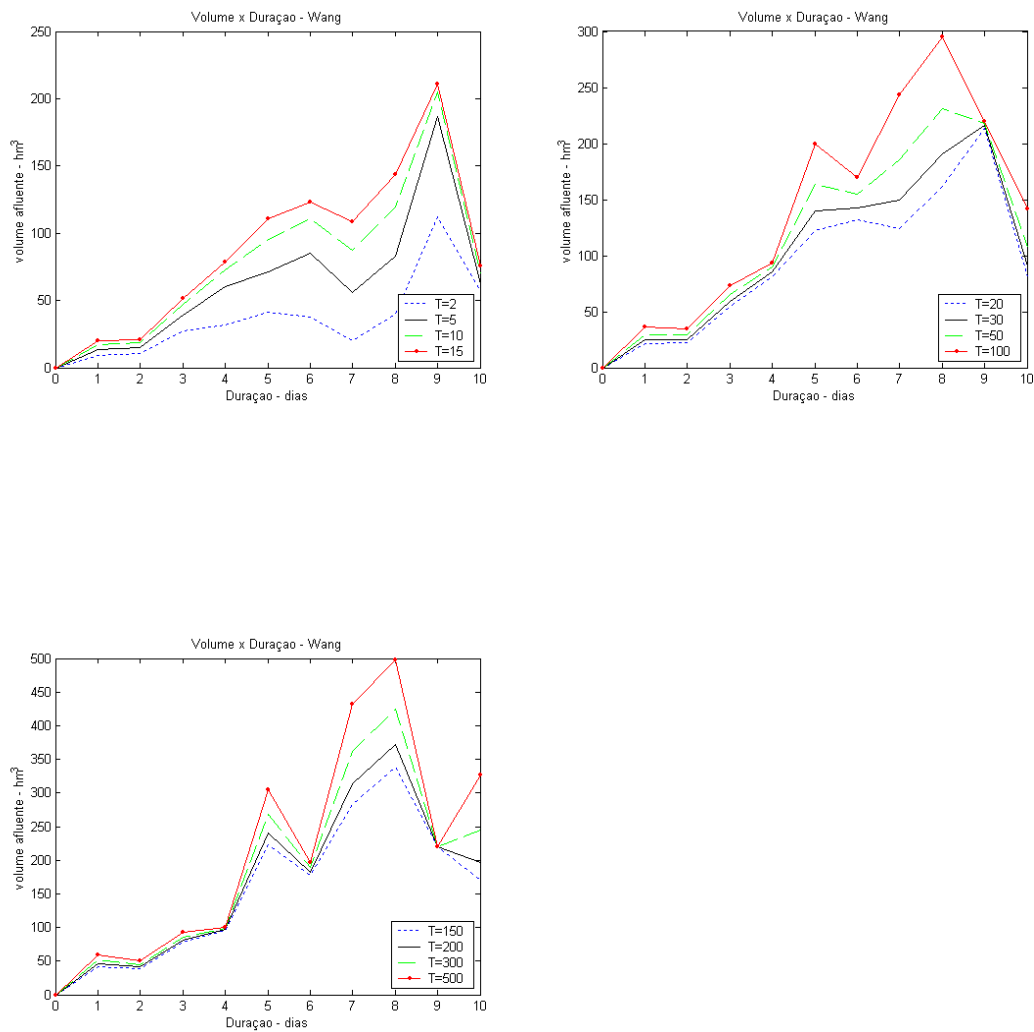 Volume x Duraçao - Wang
250
200
150
100
50
0
volume afluente - hm³
T=2
T=5
T=10
T=15
0 1 2 3 4 5 6 7 8 9 10
Duraçao - dias
Volume x Duraçao - Wang
300
250
200
150
100
50
0
volume afluente - hm³
T=20
T=30
T=50
T=100
0 1 2 3 4 5 6 7 8 9 10
Duraçao - dias
Volume x Duraçao - Wang
500
450
400
350
300
250
200
150
100
50
0
volume afluente - hm³
T=150
T=200
T=300
T=500
0 1 2 3 4 5 6 7 8 9 10
Duraçao - dias